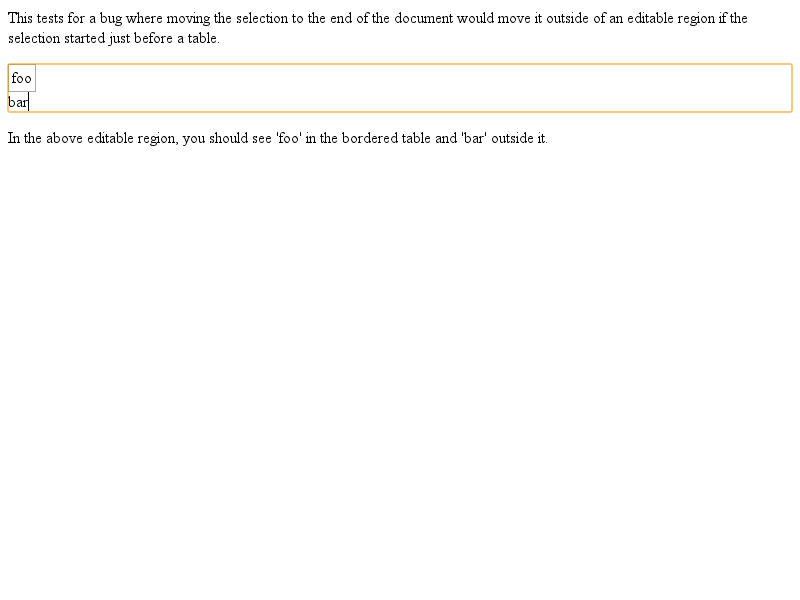 This tests for a bug where moving the selection to the end of the document would move it outside of an editable region if the
selection started just before a table.
foo
bar
In the above editable region, you should see 'foo' in the bordered table and 'bar' outside it.